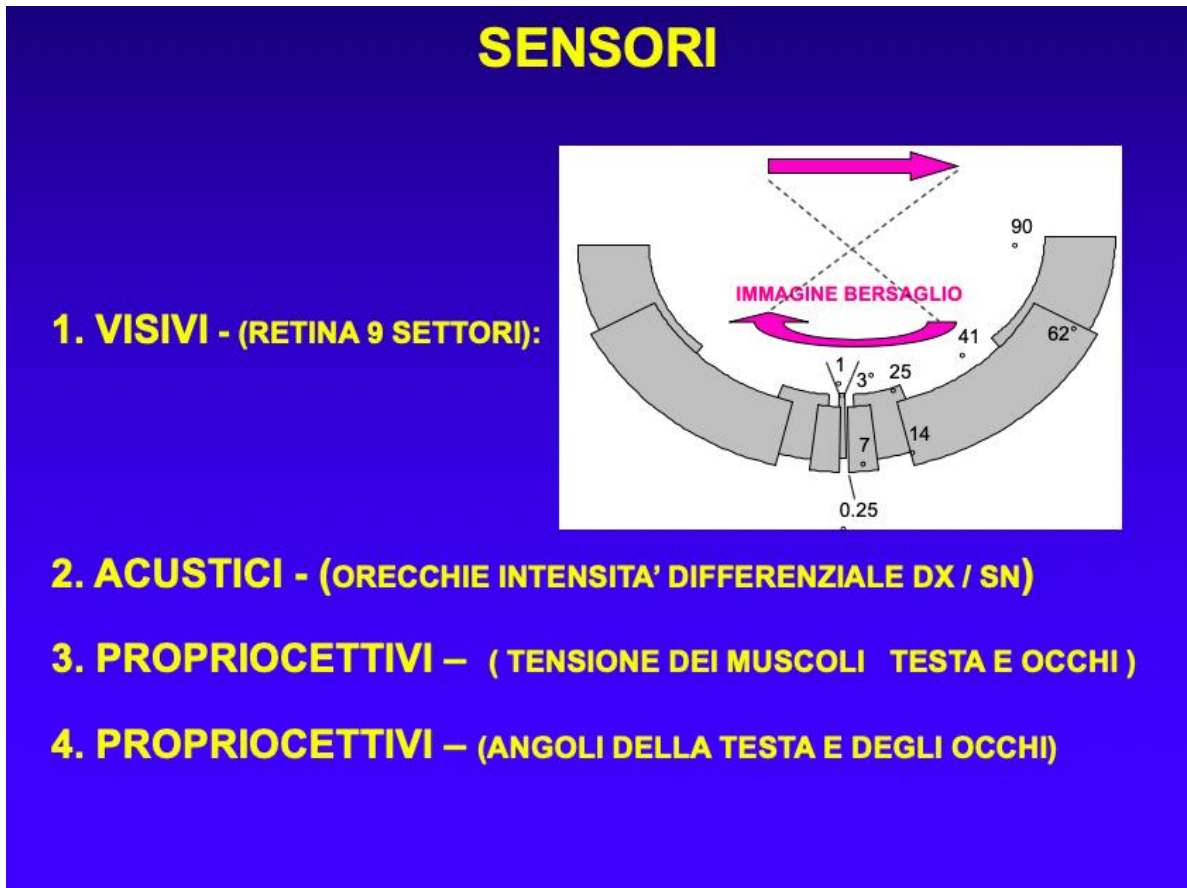 SENSORI
90
IMMAGINE BERSAGLIO
1. VISIVI - (RETINA 9 SETTORI):
41
62°
1
3°
25
14
7
0.25
2. ACUSTICI - (ORECCHIE INTENSITA’ DIFFERENZIALE DX / SN)
3. PROPRIOCETTIVI – ( TENSIONE DEI MUSCOLI TESTA E OCCHI )
4. PROPRIOCETTIVI – (ANGOLI DELLA TESTA E DEGLI OCCHI)